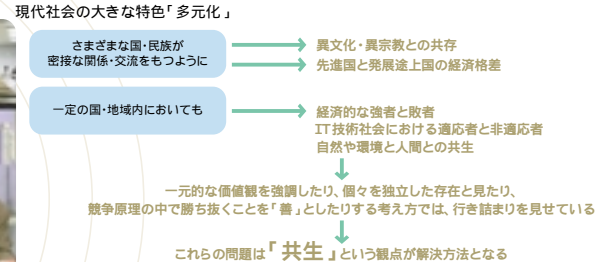 現代社会の大きな特色「多元化」
さまざまな国・民族が
密接な関係・交流をもつように
異文化・異宗教との共存
先進国と発展途上国の経済格差
一定の国・地域内においても
経済的な強者と敗者
IT技術社会における適応者と非適応者
自然や環境と人間との共生
一元的な価値観を強調したり、個々を独立した存在と見たり、
競争原理の中で勝ち抜くことを「善」としたりする考え方では、行き詰まりを見せている
これらの問題は「共生」という観点が解決方法となる